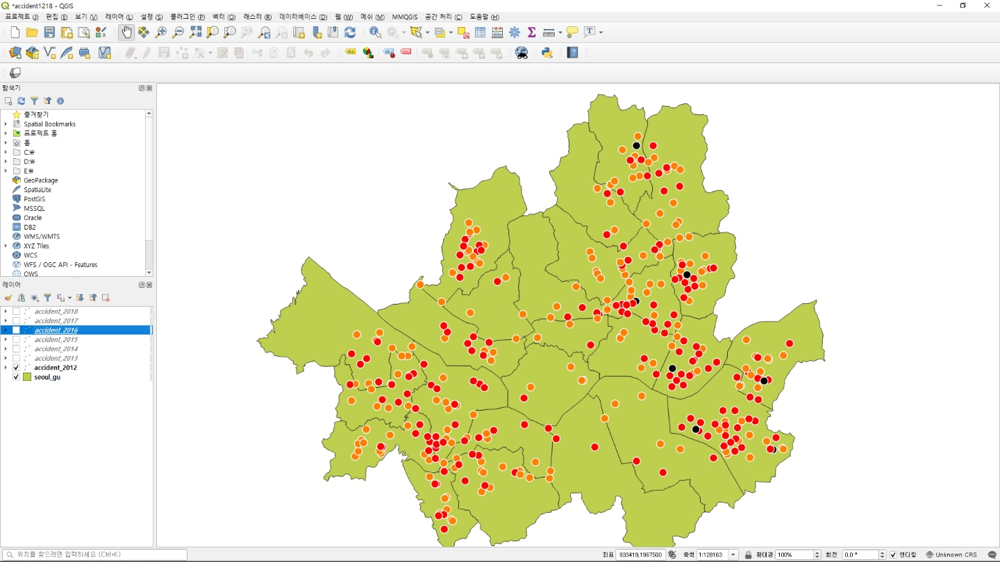 *accident1218 - QGIS
프로젝트 (J) 편집 (E) 보기 (V) 레이어 (L) 설정 (S) 플러그인 (P) 벡터 (O) 래스터 (R) 데이터베이스 (D) 웹 (W) 메쉬 (M) MMQGIS 공간 처리 (C) 도움말 (H)
탐색기
즐겨찾기
Spatial Bookmarks
프로젝트 홈
홈
C:₩
D:₩
E:₩
GeoPackage
SpatiaLite
PostGIS
MSSQL
Oracle
DB2
WMS/WMTS
XYZ Tiles
WCS
WFS / OGC API - Features
OWS
레이어
accident_2018
accident_2017
accident_2016
accident_2015
accident_2014
accident_2013
accident_2012
seoul_gu
위치를 찾으려면 입력하세요 (Ctrl+K) 좌표 933419,1967500 축척 1:128163 확대경 100% 회전 0.0 ° 렌더링 Unknown CRS